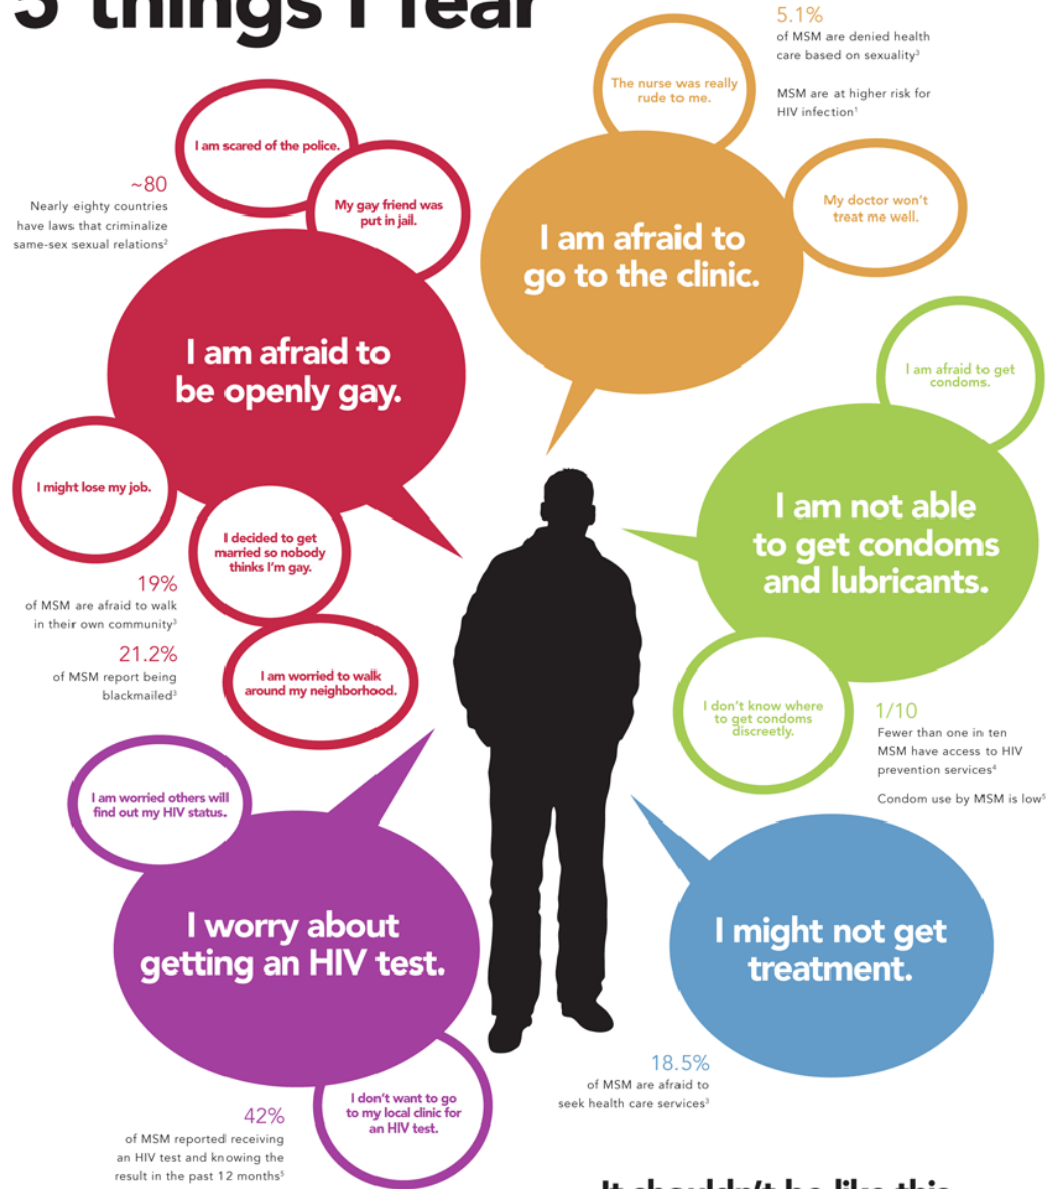 5 things I fear
5.1%
of MSM are denied health
care based on sexuality³
MSM are at higher risk for
HIV infection¹
The nurse was really
rude to me.
My doctor won't
treat me well.
I am afraid to
go to the clinic.
I am scared of the police.
My gay friend was
put in jail.
~80
Nearly eighty countries
have laws that criminalize
same-sex sexual relations²
I am afraid to
be openly gay.
I might lose my job.
I decided to get
married so nobody
thinks I'm gay.
19%
of MSM are afraid to walk
in their own community³
21.2%
of MSM report being
blackmailed³
I am worried to walk
around my neighborhood.
I am afraid to get
condoms.
I am not able
to get condoms
and lubricants.
I don't know where
to get condoms
discreetly.
1/10
Fewer than one in ten
MSM have access to HIV
prevention services⁴
Condom use by MSM is low⁵
I am worried others will
find out my HIV status.
I worry about
getting an HIV test.
I don't want to go
to my local clinic for
an HIV test.
42%
of MSM reported receiving
an HIV test and knowing the
result in the past 12 months⁵
I might not get
treatment.
18.5%
of MSM are afraid to
seek health care services³
It shouldn't be like this